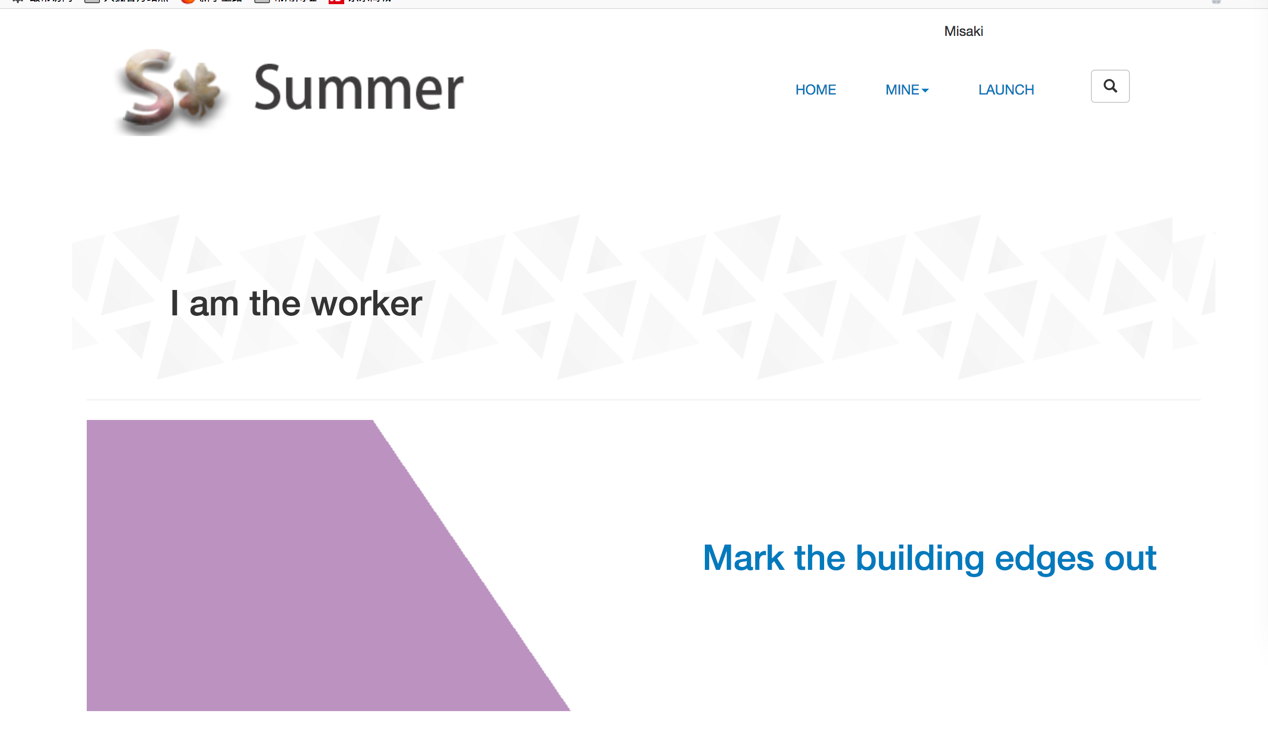 Misaki
S
Summer
HOME
MINE
LAUNCH
I am the worker
Mark the building edges out